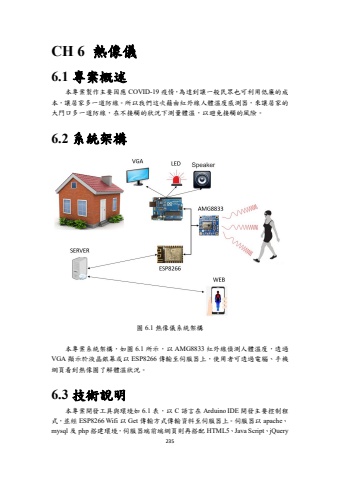 CH 6 熱像儀
6.1 專案概述
本專案製作主要因應 COVID-19 疫情，為達到讓一般民眾也可利用低廉的成
本，讓居家多一道防線。所以我們這次藉由紅外線人體溫度感測器，來讓居家的
大門口多一道防線，在不接觸的狀況下測量體溫，以避免接觸的風險。
6.2 系統架構
VGA
LED
Speaker
AMG8833
SERVER
ESP8266
WEB
圖 6.1 熱像儀系統架構
本專案系統架構，如圖 6.1 所示，以 AMG8833 紅外線偵測人體溫度，透過
VGA 顯示於液晶銀幕或以 ESP8266 傳輸至伺服器上，使用者可透過電腦、手機
網頁看到熱像圖了解體溫狀況。
6.3 技術說明
本專案開發工具與環境如 6.1 表，以 C 語言在 Arduino IDE 開發主要控制程
式，並經 ESP8266 Wifi 以 Get 傳輸方式傳輸資料至伺服器上，伺服器以 apache、
mysql 及 php 搭建環境，伺服器端前端網頁則再搭配 HTML5、Java Script、jQuery
235